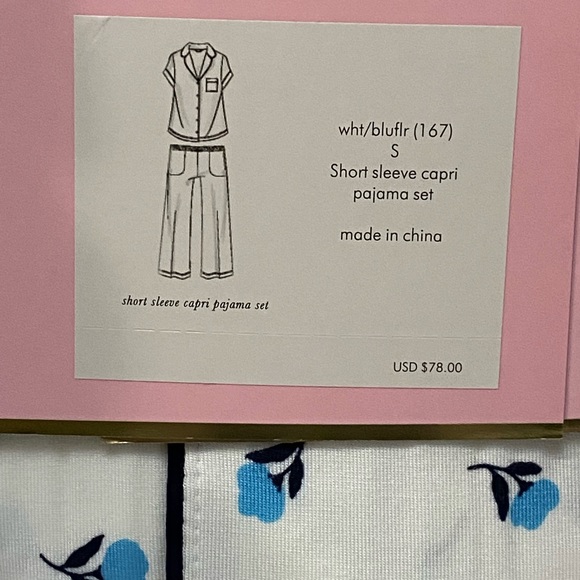 wht/bluflr (167)
S
Short sleeve capri
pajama set
made in china
short sleeve capri pajama set
USD $78.00